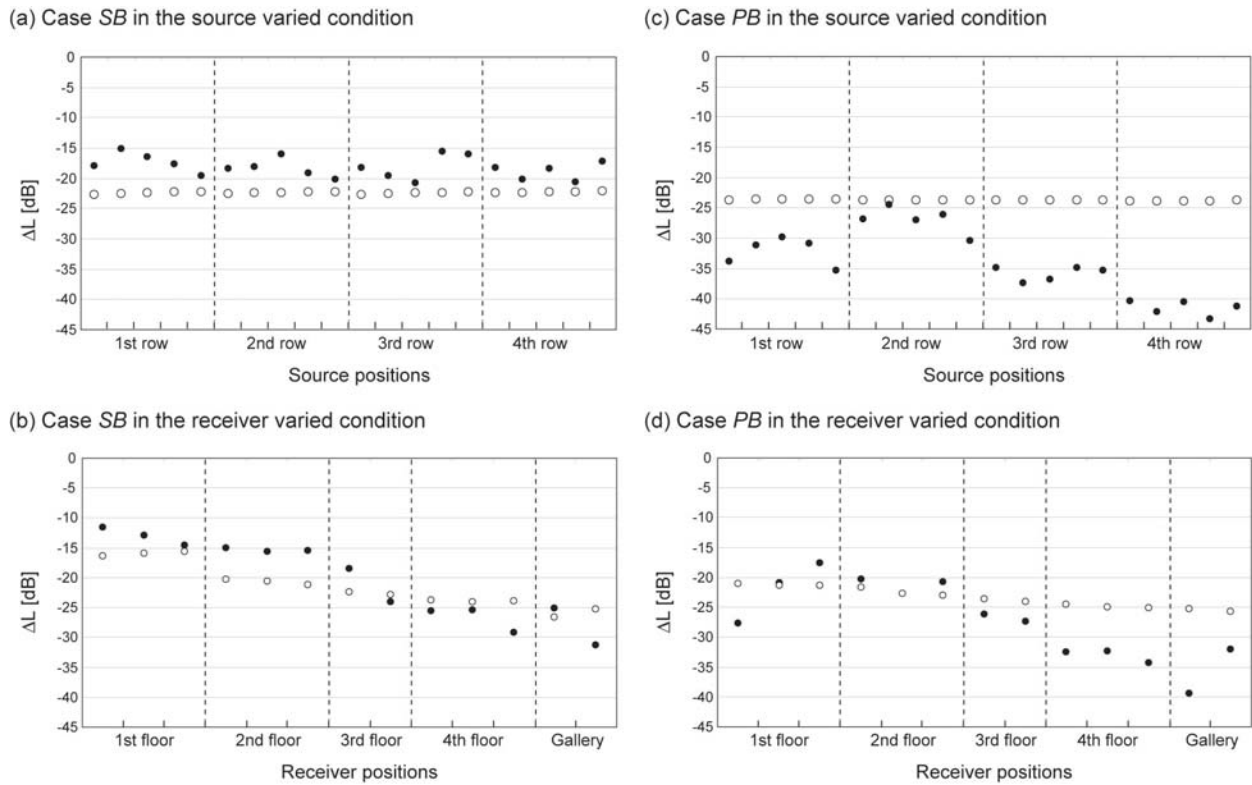 (a) Case SB in the source varied condition
0
-5
-10
-15
-20
-25
-30
-35
-40
-45
ΔL [dB]
1st row 2nd row 3rd row 4th row
Source positions
(b) Case SB in the receiver varied condition
0
-5
-10
-15
-20
-25
-30
-35
-40
-45
ΔL [dB]
1st floor 2nd floor 3rd floor 4th floor Gallery
Receiver positions
(c) Case PB in the source varied condition
0
-5
-10
-15
-20
-25
-30
-35
-40
-45
ΔL [dB]
1st row 2nd row 3rd row 4th row
Source positions
(d) Case PB in the receiver varied condition
0
-5
-10
-15
-20
-25
-30
-35
-40
-45
ΔL [dB]
1st floor 2nd floor 3rd floor 4th floor Gallery
Receiver positions